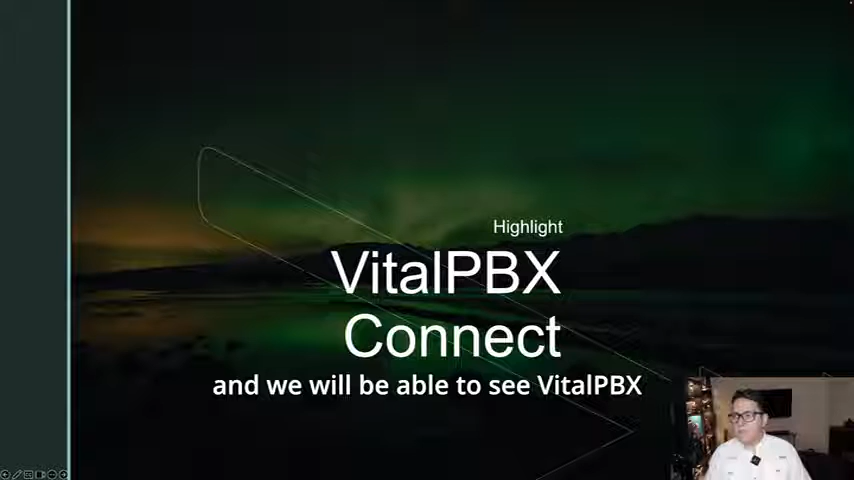 Highlight
VitalPBX
Connect
and we will be able to see VitalPBX